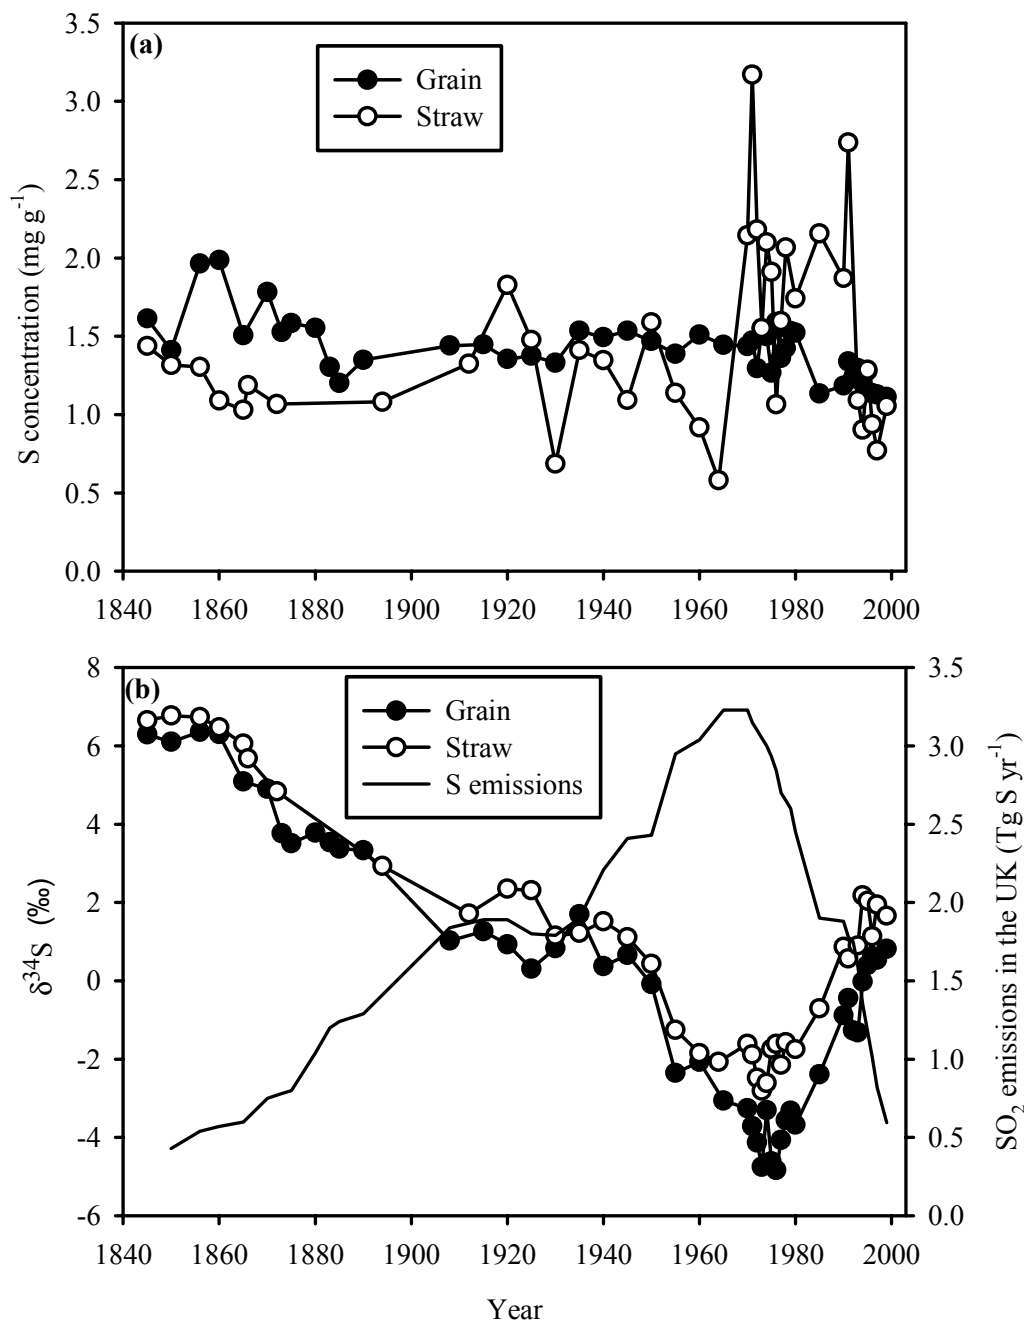 3.5
(a)
Grain
3.0
Straw
2.5
2.0
1.5
1.0
0.5
0.0
S concentration (mg g⁻¹)
1840 1860 1880 1900 1920 1940 1960 1980 2000
8
(b)
3.5
Grain
6
Straw
3.0
S emissions
4
2.5
2
2.0
0
1.5
-2
1.0
-4
0.5
-6
0.0
δ³⁴S (‰)
SO₂ emissions in the UK (Tg S yr⁻¹)
1840 1860 1880 1900 1920 1940 1960 1980 2000
Year